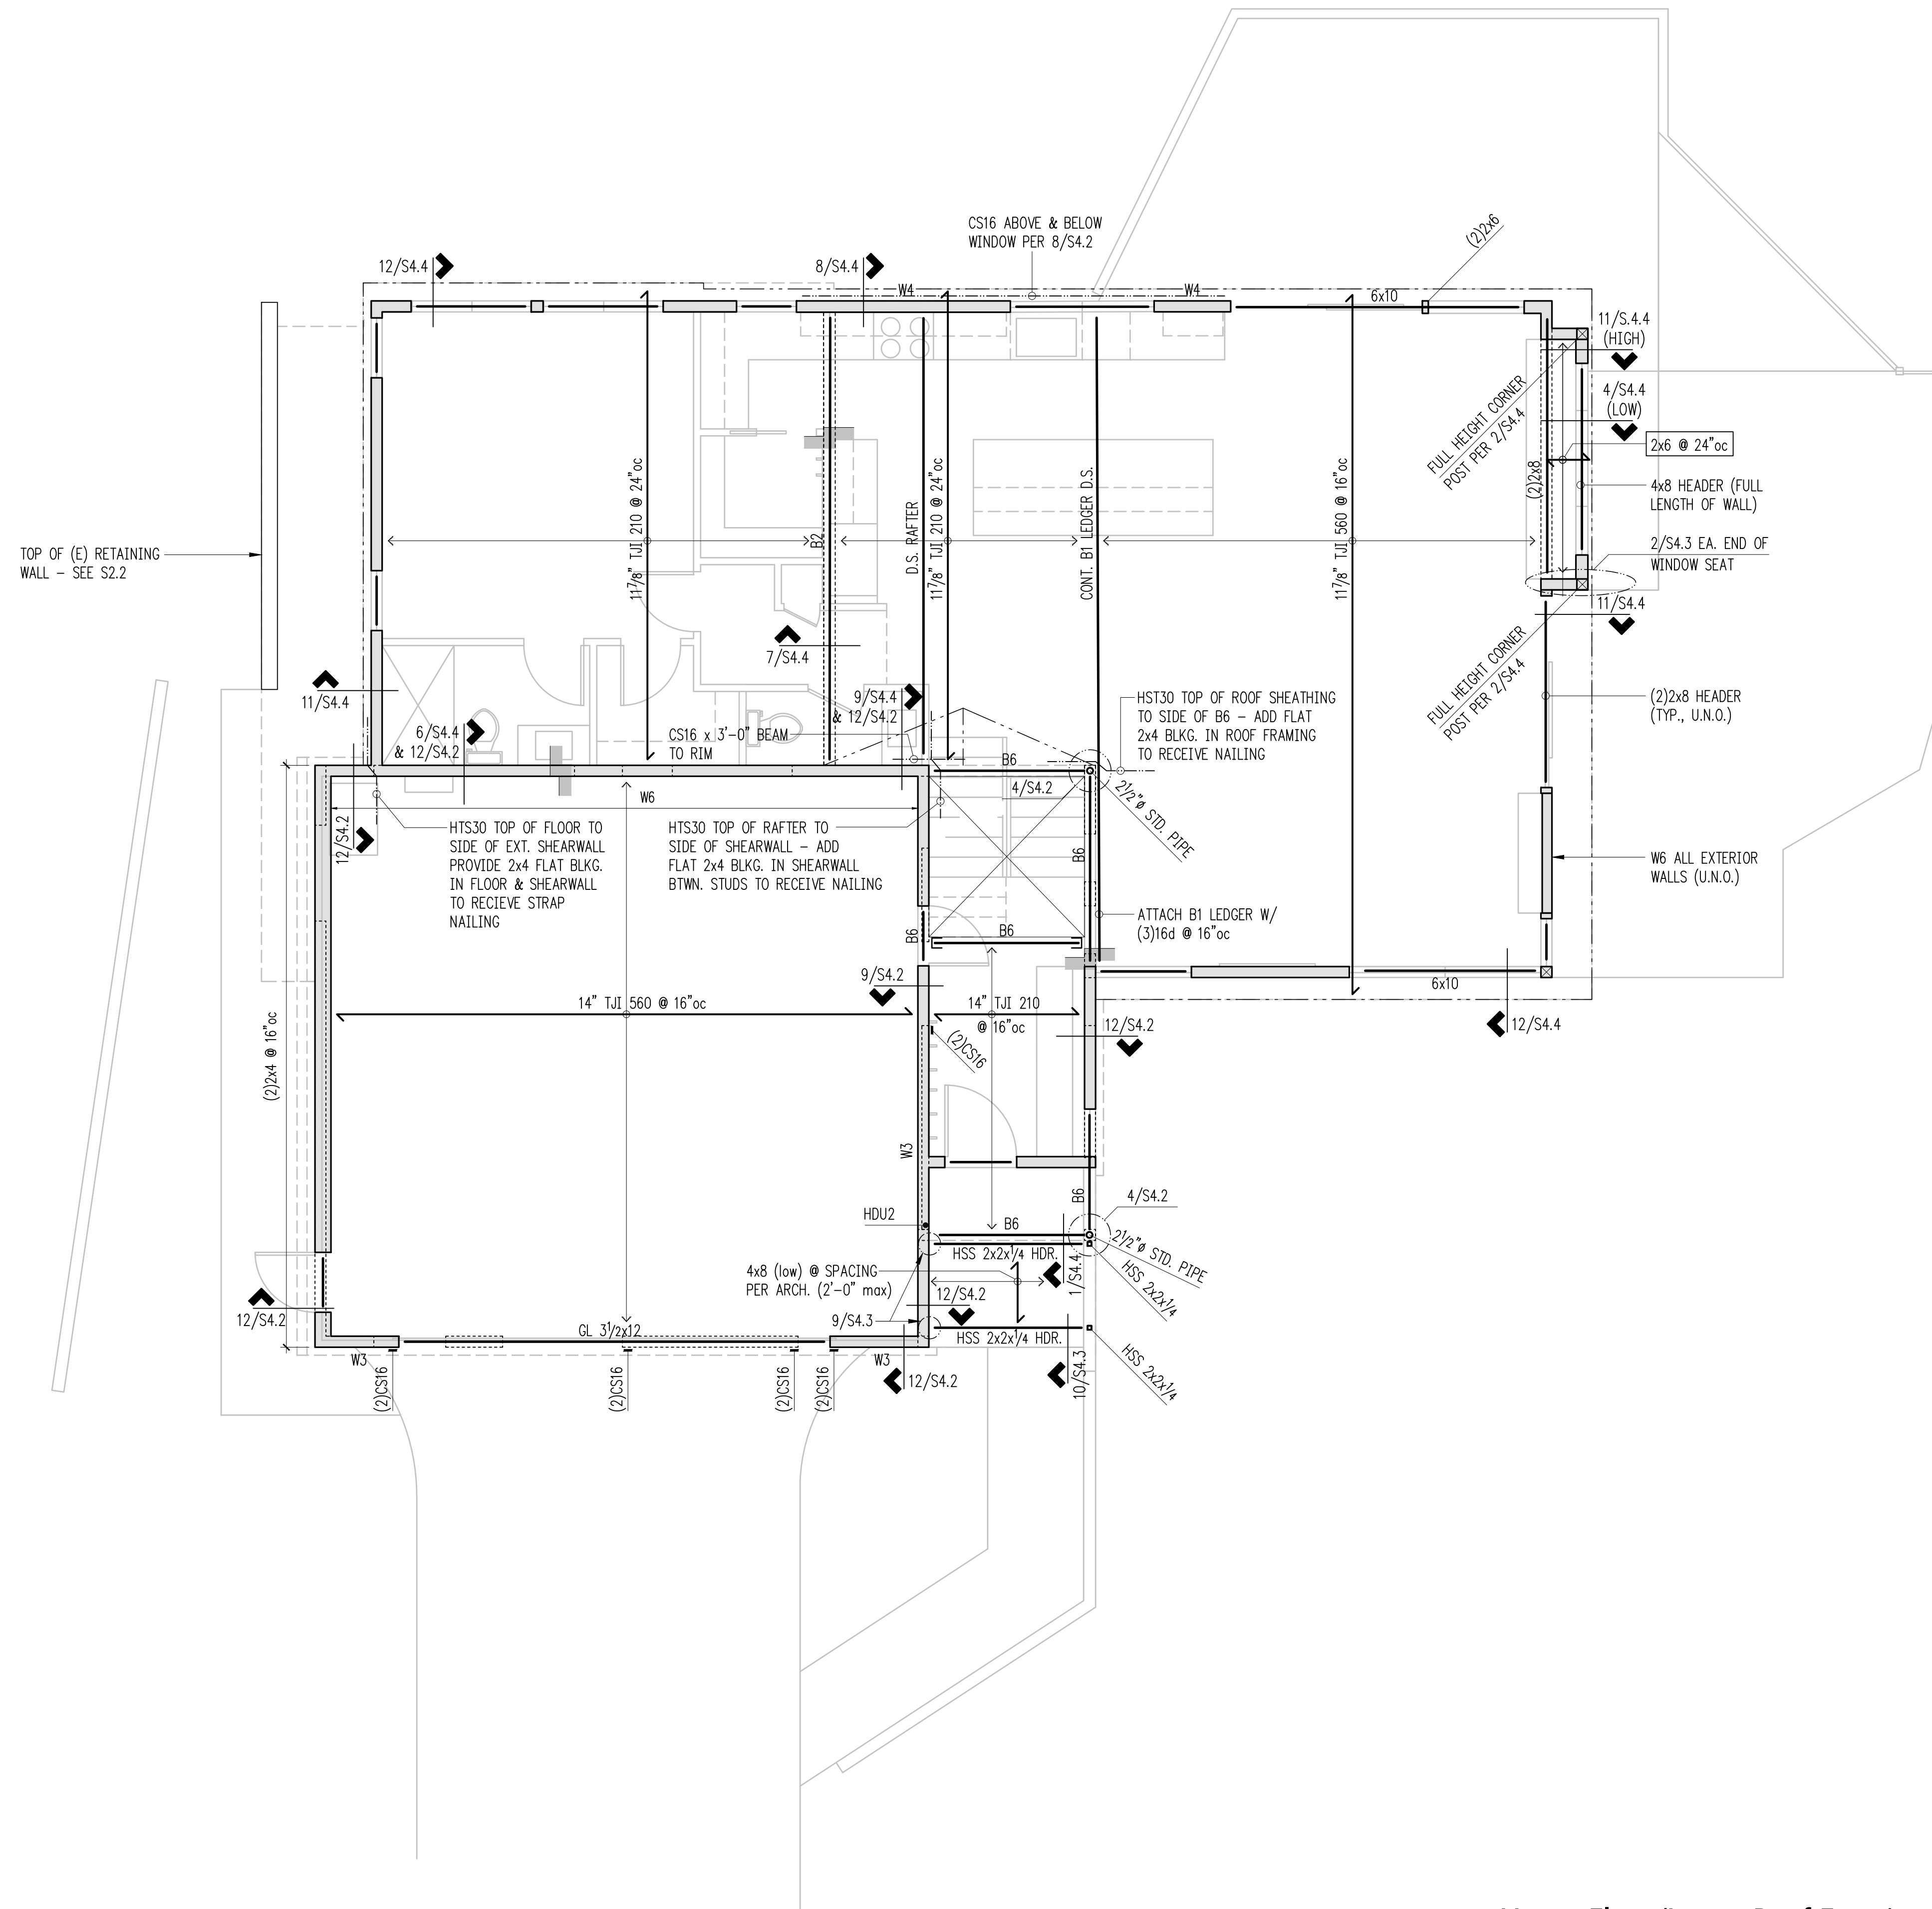 CS16 ABOVE & BELOW
WINDOW PER 8/S4.2
(2)2x6
12/S4.4
8/S4.4
W4
W4
6x10
11/S.4.4
(HIGH)
4/S4.4
(LOW)
FULL HEIGHT CORNER
POST PER 2/S4.4
2x6 @ 24"oc
(2)2x8
4x8 HEADER (FULL
LENGTH OF WALL)
11⅞" TJI 210 @ 24"oc
B2
D.S. RAFTER
11⅞" TJI 210 @ 24"oc
CONT. B1 LEDGER D.S.
11⅞" TJI 560 @ 16"oc
TOP OF (E) RETAINING
WALL – SEE S2.2
2/S4.3 EA. END OF
WINDOW SEAT
11/S4.4
7/S4.4
FULL HEIGHT CORNER
POST PER 2/S4.4
11/S4.4
9/S4.4
& 12/S4.2
HST30 TOP OF ROOF SHEATHING
TO SIDE OF B6 – ADD FLAT
2x4 BLKG. IN ROOF FRAMING
TO RECEIVE NAILING
(2)2x8 HEADER
(TYP., U.N.O.)
6/S4.4
& 12/S4.2
CS16 x 3'-0" BEAM
TO RIM
B6
4/S4.2
2½"ø STD. PIPE
W6
12/S4.2
HTS30 TOP OF FLOOR TO
SIDE OF EXT. SHEARWALL
PROVIDE 2x4 FLAT BLKG.
IN FLOOR & SHEARWALL
TO RECIEVE STRAP
NAILING
HTS30 TOP OF RAFTER TO
SIDE OF SHEARWALL – ADD
FLAT 2x4 BLKG. IN SHEARWALL
BTWN. STUDS TO RECEIVE NAILING
B6
W6 ALL EXTERIOR
WALLS (U.N.O.)
ATTACH B1 LEDGER W/
(3)16d @ 16"oc
B6
B6
9/S4.2
6x10
14" TJI 560 @ 16"oc
14" TJI 210
@ 16"oc
12/S4.2
12/S4.4
(2)CS16
(2)2x4 @ 16"oc
W3
B6
4/S4.2
HDU2
B6
HSS 2x2x¼ HDR.
1/S4.4
2½"ø STD. PIPE
HSS 2x2x¼
4x8 (low) @ SPACING
PER ARCH. (2'-0" max)
12/S4.2
12/S4.2
9/S4.3
GL 3½x12
HSS 2x2x¼ HDR.
HSS 2x2x¼
W3
W3
(2)CS16
(2)CS16
(2)CS16
(2)CS16
12/S4.2
10/S4.3